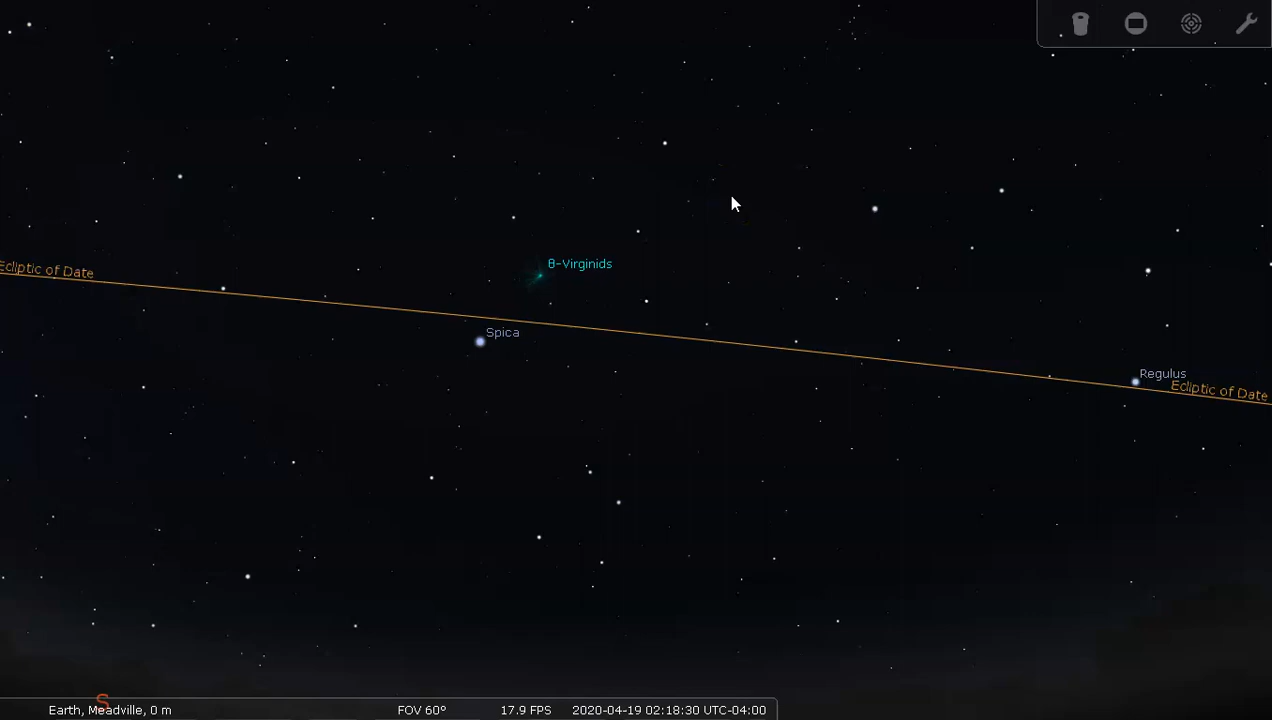 θ-Virginids
Ecliptic of Date
Spica
Regulus
Ecliptic of Date
S
Earth, Meadville, 0 m FOV 60° 17.9 FPS 2020-04-19 02:18:30 UTC-04:00